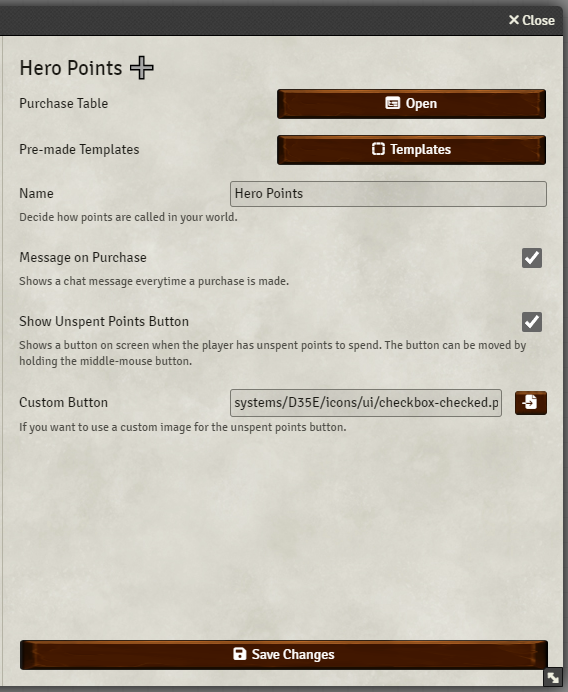 Close
Hero Points
Purchase Table
Open
Pre-made Templates
Templates
Name
Hero Points
Decide how points are called in your world.
Message on Purchase
Shows a chat message everytime a purchase is made.
Show Unspent Points Button
Shows a button on screen when the player has unspent points to spend. The button can be moved by
holding the middle-mouse button.
Custom Button
systems/D35E/icons/ui/checkbox-checked.p
If you want to use a custom image for the unspent points button.
Save Changes